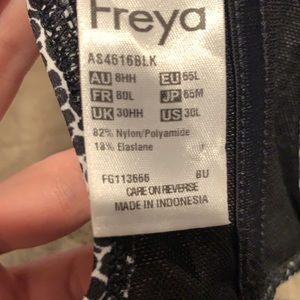 Freya
AS4616BLK
AU 8HH EU 65L
FR 80L JP 65M
UK 30HH US 30L
82% Nylon/Polyamide
18% Elastane
FG113666 BU
CARE ON REVERSE
MADE IN INDONESIA